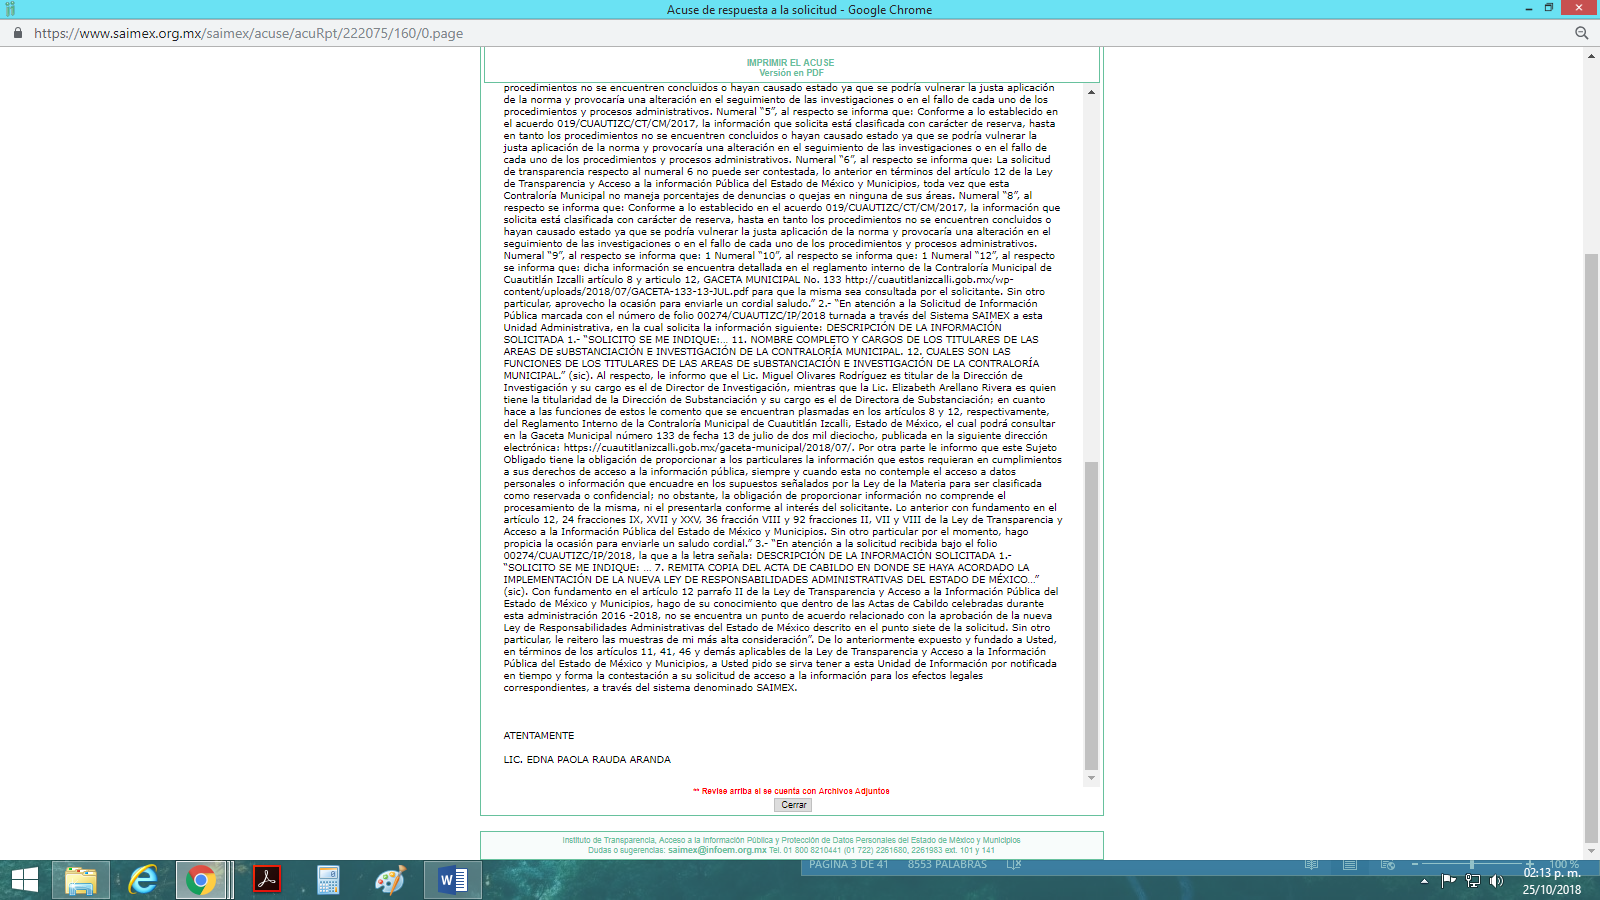 Acuse de respuesta a la solicitud - Google Chrome
https://www.saimex.org.mx/saimex/acuse/acuRpt/222075/160/0.page
IMPRIMIR EL ACUSE
Versión en PDF
procedimientos no se encuentren concluidos o hayan causado estado ya que se podría vulnerar la justa aplicación
de la norma y provocaría una alteración en el seguimiento de las investigaciones o en el fallo de cada uno de los
procedimientos y procesos administrativos. Numeral “5”, al respecto se informa que: Conforme a lo establecido en
el acuerdo 019/CUAUTIZC/CT/CM/2017, la información que solicita está clasificada con carácter de reserva, hasta
en tanto los procedimientos no se encuentren concluidos o hayan causado estado ya que se podría vulnerar la
justa aplicación de la norma y provocaría una alteración en el seguimiento de las investigaciones o en el fallo de
cada uno de los procedimientos y procesos administrativos. Numeral “6”, al respecto se informa que: La solicitud
de transparencia respecto al numeral 6 no puede ser contestada, lo anterior en términos del artículo 12 de la Ley
de Transparencia y Acceso a la información Pública del Estado de México y Municipios, toda vez que esta
Contraloría Municipal no maneja porcentajes de denuncias o quejas en ninguna de sus áreas. Numeral “8”, al
respecto se informa que: Conforme a lo establecido en el acuerdo 019/CUAUTIZC/CT/CM/2017, la información que
solicita está clasificada con carácter de reserva, hasta en tanto los procedimientos no se encuentren concluidos o
hayan causado estado ya que se podría vulnerar la justa aplicación de la norma y provocaría una alteración en el
seguimiento de las investigaciones o en el fallo de cada uno de los procedimientos y procesos administrativos.
Numeral “9”, al respecto se informa que: 1 Numeral “10”, al respecto se informa que: 1 Numeral “12”, al respecto
se informa que: dicha información se encuentra detallada en el reglamento interno de la Contraloría Municipal de
Cuautitlán Izcalli artículo 8 y articulo 12, GACETA MUNICIPAL No. 133 http://cuautitlanizcalli.gob.mx/wp-
content/uploads/2018/07/GACETA-133-13-JUL.pdf para que la misma sea consultada por el solicitante. Sin otro
particular, aprovecho la ocasión para enviarle un cordial saludo.” 2.- “En atención a la Solicitud de Información
Pública marcada con el número de folio 00274/CUAUTIZC/IP/2018 turnada a través del Sistema SAIMEX a esta
Unidad Administrativa, en la cual solicita la información siguiente: DESCRIPCIÓN DE LA INFORMACIÓN
SOLICITADA 1.- “SOLICITO SE ME INDIQUE:… 11. NOMBRE COMPLETO Y CARGOS DE LOS TITULARES DE LAS
AREAS DE sUBSTANCIACIÓN E INVESTIGACIÓN DE LA CONTRALORÍA MUNICIPAL. 12. CUALES SON LAS
FUNCIONES DE LOS TITULARES DE LAS AREAS DE sUBSTANCIACIÓN E INVESTIGACIÓN DE LA CONTRALORÍA
MUNICIPAL.” (sic). Al respecto, le informo que el Lic. Miguel Olivares Rodríguez es titular de la Dirección de
Investigación y su cargo es el de Director de Investigación, mientras que la Lic. Elizabeth Arellano Rivera es quien
tiene la titularidad de la Dirección de Substanciación y su cargo es el de Directora de Substanciación; en cuanto
hace a las funciones de estos le comento que se encuentran plasmadas en los artículos 8 y 12, respectivamente,
del Reglamento Interno de la Contraloría Municipal de Cuautitlán Izcalli, Estado de México, el cual podrá consultar
en la Gaceta Municipal número 133 de fecha 13 de julio de dos mil dieciocho, publicada en la siguiente dirección
electrónica: https://cuautitlanizcalli.gob.mx/gaceta-municipal/2018/07/. Por otra parte le informo que este Sujeto
Obligado tiene la obligación de proporcionar a los particulares la información que estos requieran en cumplimientos
a sus derechos de acceso a la información pública, siempre y cuando esta no contemple el acceso a datos
personales o información que encuadre en los supuestos señalados por la Ley de la Materia para ser clasificada
como reservada o confidencial; no obstante, la obligación de proporcionar información no comprende el
procesamiento de la misma, ni el presentarla conforme al interés del solicitante. Lo anterior con fundamento en el
artículo 12, 24 fracciones IX, XVII y XXV, 36 fracción VIII y 92 fracciones II, VII y VIII de la Ley de Transparencia y
Acceso a la Información Pública del Estado de México y Municipios. Sin otro particular por el momento, hago
propicia la ocasión para enviarle un saludo cordial.” 3.- “En atención a la solicitud recibida bajo el folio
00274/CUAUTIZC/IP/2018, la que a la letra señala: DESCRIPCIÓN DE LA INFORMACIÓN SOLICITADA 1.-
“SOLICITO SE ME INDIQUE: … 7. REMITA COPIA DEL ACTA DE CABILDO EN DONDE SE HAYA ACORDADO LA
IMPLEMENTACIÓN DE LA NUEVA LEY DE RESPONSABILIDADES ADMINISTRATIVAS DEL ESTADO DE MÉXICO…”
(sic). Con fundamento en el artículo 12 parrafo II de la Ley de Transparencia y Acceso a la Información Pública del
Estado de México y Municipios, hago de su conocimiento que dentro de las Actas de Cabildo celebradas durante
esta administración 2016 -2018, no se encuentra un punto de acuerdo relacionado con la aprobación de la nueva
Ley de Responsabilidades Administrativas del Estado de México descrito en el punto siete de la solicitud. Sin otro
particular, le reitero las muestras de mi más alta consideración”. De lo anteriormente expuesto y fundado a Usted,
en términos de los artículos 11, 41, 46 y demás aplicables de la Ley de Transparencia y Acceso a la Información
Pública del Estado de México y Municipios, a Usted pido se sirva tener a esta Unidad de Información por notificada
en tiempo y forma la contestación a su solicitud de acceso a la información para los efectos legales
correspondientes, a través del sistema denominado SAIMEX.
ATENTAMENTE
LIC. EDNA PAOLA RAUDA ARANDA
** Revise arriba si se cuenta con Archivos Adjuntos
Cerrar
Instituto de Transparencia, Acceso a la Información Pública y Protección de Datos Personales del Estado de México y Municipios
Dudas o sugerencias: saimex@infoem.org.mx Tel. 01 800 8210441 (01 722) 2261680, 2261983 ext. 101 y 141
PÁGINA 3 DE 41 8553 PALABRAS 100 %
02:13 p. m.
25/10/2018